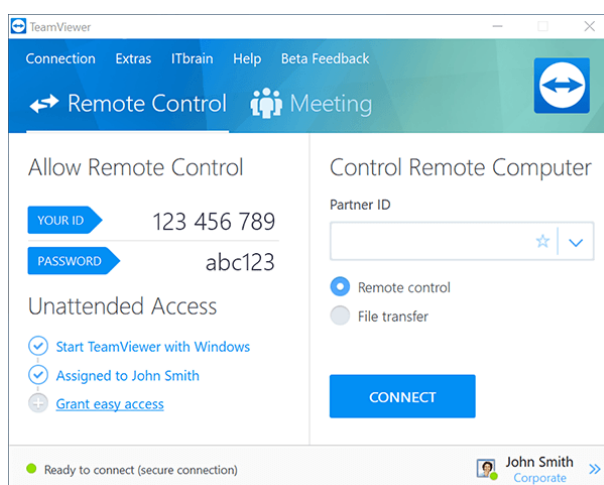 TeamViewer
Connection Extras ITbrain Help Beta Feedback
Remote Control Meeting
Allow Remote Control
YOUR ID 123 456 789
PASSWORD abc123
Unattended Access
Start TeamViewer with Windows
Assigned to John Smith
Grant easy access
Control Remote Computer
Partner ID
Remote control
File transfer
CONNECT
Ready to connect (secure connection)
John Smith
Corporate